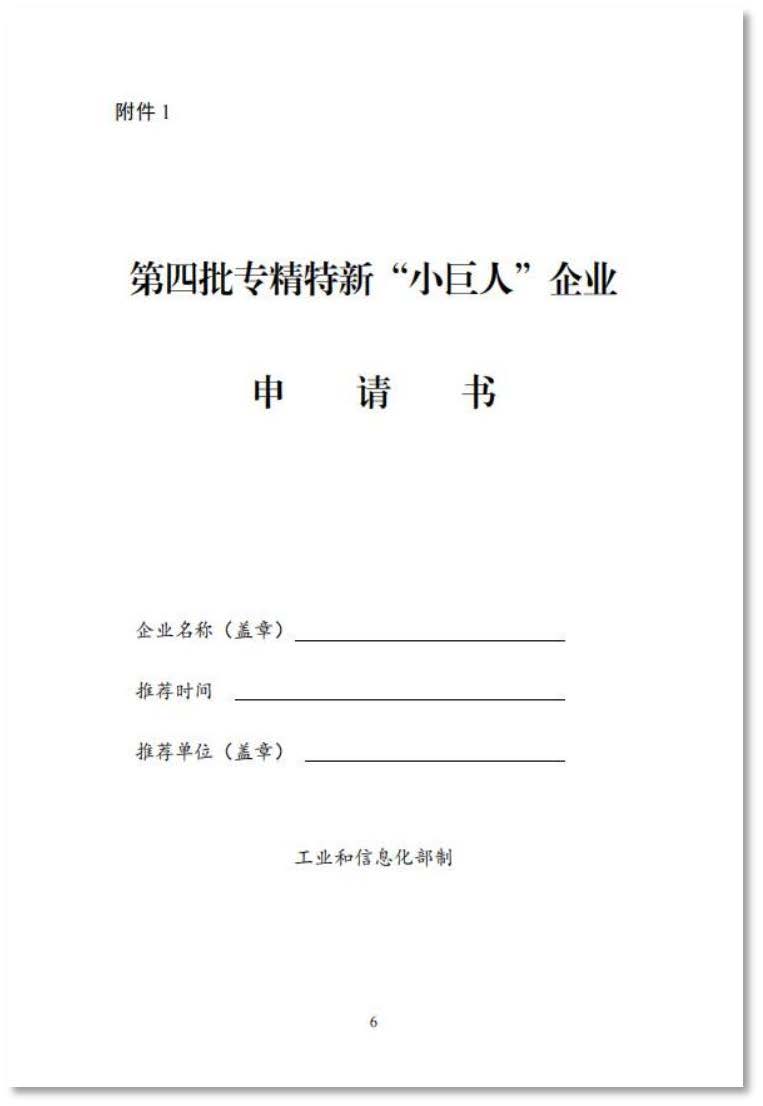 附件 1
第四批专精特新“小巨人”企业
申 请 书
企业名称（盖章）
推荐时间
推荐单位（盖章）
工业和信息化部制
6